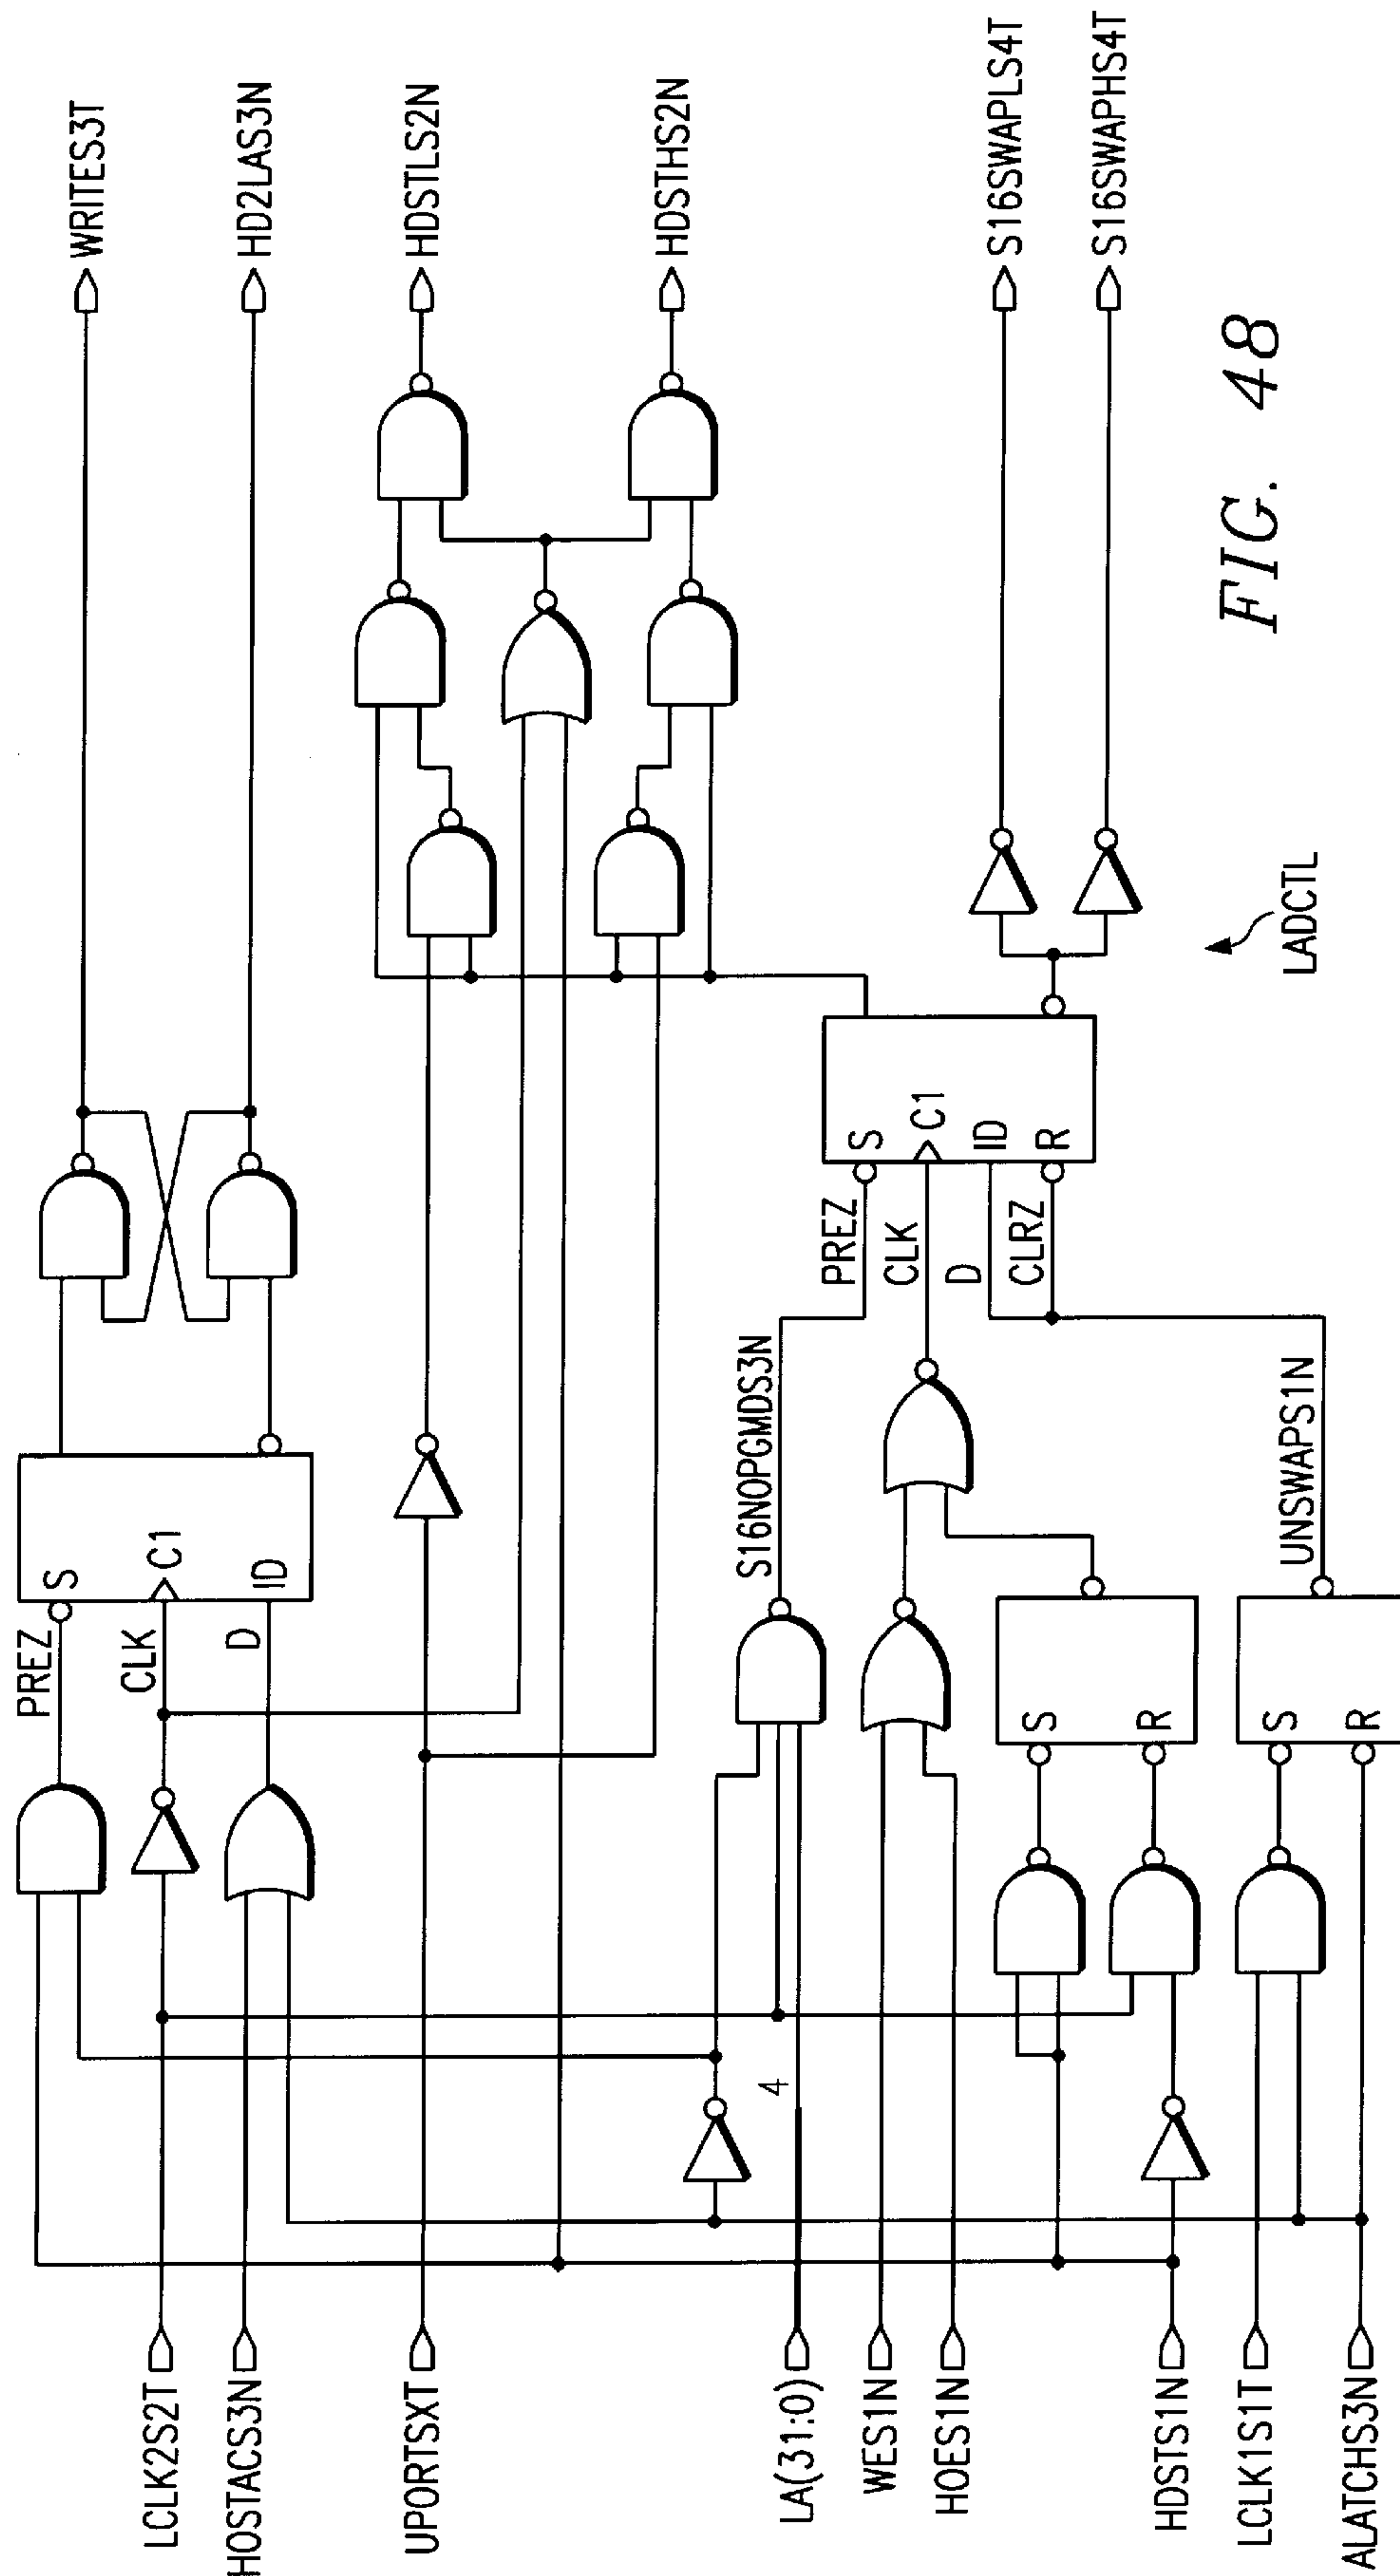 LCLK2S2T
HOSTACS3N
UPORTSXT
LA(31:0)
WES1N
HOES1N
HDSTS1N
LCLK1S1T
ALATCHS3N
4
PREZ
CLK
D
S
C1
ID
S16NOPGMDS3N
S
R
S
R
UNSWAPS1N
PREZ
CLK
D
CLRZ
S
C1
ID
R
WRITES3T
HD2LAS3N
HDSTLS2N
HDSTHS2N
S16SWAPLS4T
S16SWAPHS4T
LADCTL
FIG. 48